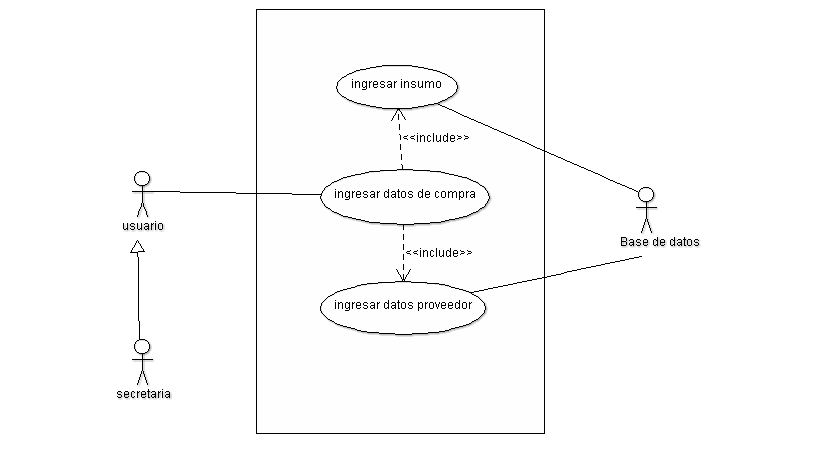 ingresar insumo
<<include>>
ingresar datos de compra
usuario
Base de datos
<<include>>
ingresar datos proveedor
secretaria